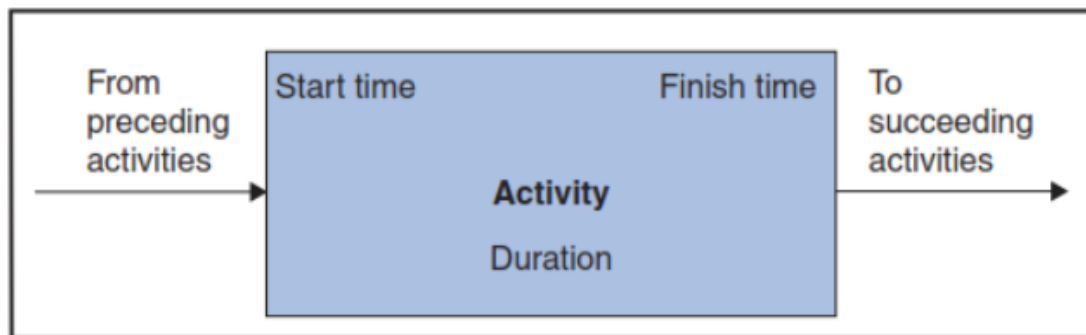 From
preceding
activities
Start time
Finish time
Activity
Duration
To
succeeding
activities